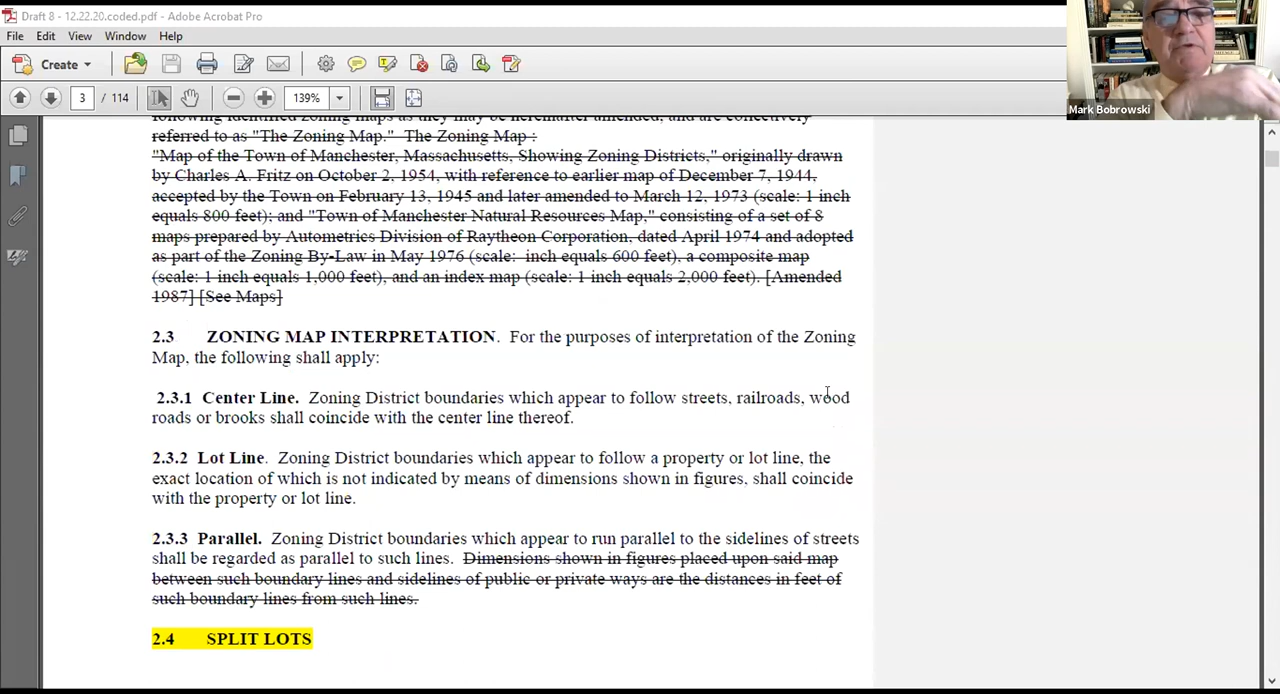 Draft 8 - 12.22.20.coded.pdf - Adobe Acrobat Pro
File Edit View Window Help
Create
3 / 114 139%
Mark Bobrowski
following identified zoning maps as they may be hereafter amended, and are collectively
referred to as "The Zoning Map."  The Zoning Map :
"Map of the Town of Manchester, Massachusetts, Showing Zoning Districts," originally drawn
by Charles A. Fritz on October 2, 1954, with reference to earlier map of December 7, 1944,
accepted by the Town on February 13, 1945 and later amended to March 12, 1973 (scale: 1 inch
equals 800 feet); and "Town of Manchester Natural Resources Map," consisting of a set of 8
maps prepared by Autometrics Division of Raytheon Corporation, dated April 1974 and adopted
as part of the Zoning By-Law in May 1976 (scale:  inch equals 600 feet), a composite map
(scale: 1 inch equals 1,000 feet), and an index map (scale: 1 inch equals 2,000 feet). [Amended
1987] [See Maps]
2.3 ZONING MAP INTERPRETATION. For the purposes of interpretation of the Zoning
Map, the following shall apply:
2.3.1 Center Line. Zoning District boundaries which appear to follow streets, railroads, wood
roads or brooks shall coincide with the center line thereof.
2.3.2 Lot Line. Zoning District boundaries which appear to follow a property or lot line, the
exact location of which is not indicated by means of dimensions shown in figures, shall coincide
with the property or lot line.
2.3.3 Parallel. Zoning District boundaries which appear to run parallel to the sidelines of streets
shall be regarded as parallel to such lines. Dimensions shown in figures placed upon said map
between such boundary lines and sidelines of public or private ways are the distances in feet of
such boundary lines from such lines.
2.4 SPLIT LOTS